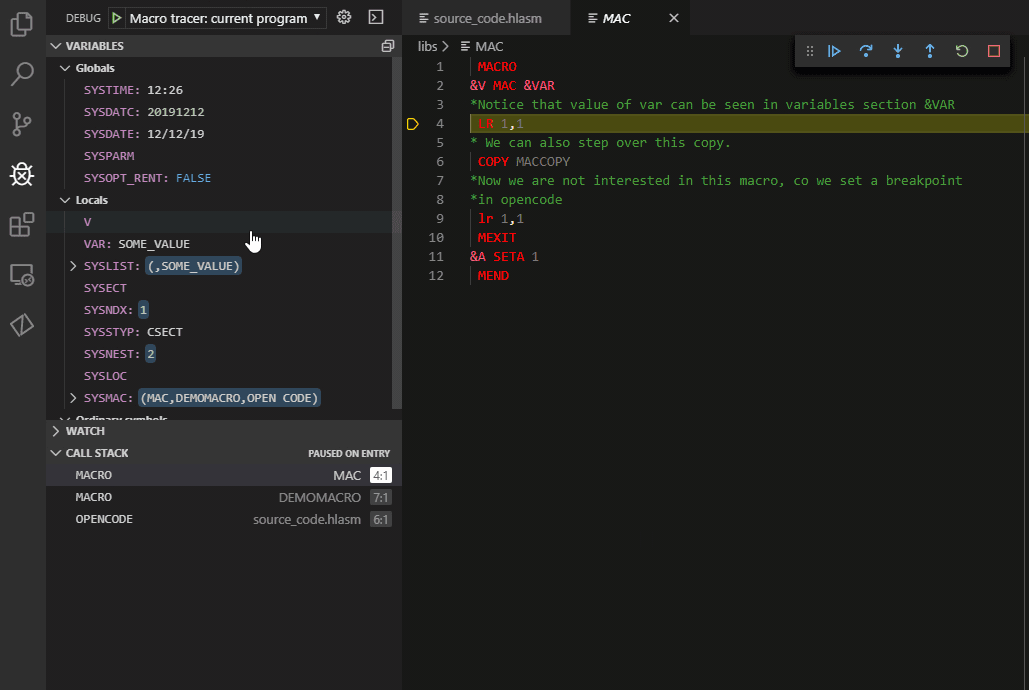 DEBUG Macro tracer: current program
source_code.hlasm
MAC
VARIABLES
Globals
SYSTIME: 12:26
SYSDATC: 20191212
SYSDATE: 12/12/19
SYSPARM
SYSOPT_RENT: FALSE
Locals
V
VAR: SOME_VALUE
SYSLIST: (,SOME_VALUE)
SYSECT
SYSNDX: 1
SYSSTYP: CSECT
SYSNEST: 2
SYSLOC
SYSMAC: (MAC,DEMOMACRO,OPEN CODE)
Ordinary symbols
WATCH
CALL STACK PAUSED ON ENTRY
MACRO MAC 4:1
MACRO DEMOMACRO 7:1
OPENCODE source_code.hlasm 6:1
libs > MAC
1 MACRO
2 &V MAC &VAR
3 *Notice that value of var can be seen in variables section &VAR
4 LR 1,1
5 * We can also step over this copy.
6 COPY MACCOPY
7 *Now we are not interested in this macro, co we set a breakpoint
8 *in opencode
9 lr 1,1
10 MEXIT
11 &A SETA 1
12 MEND